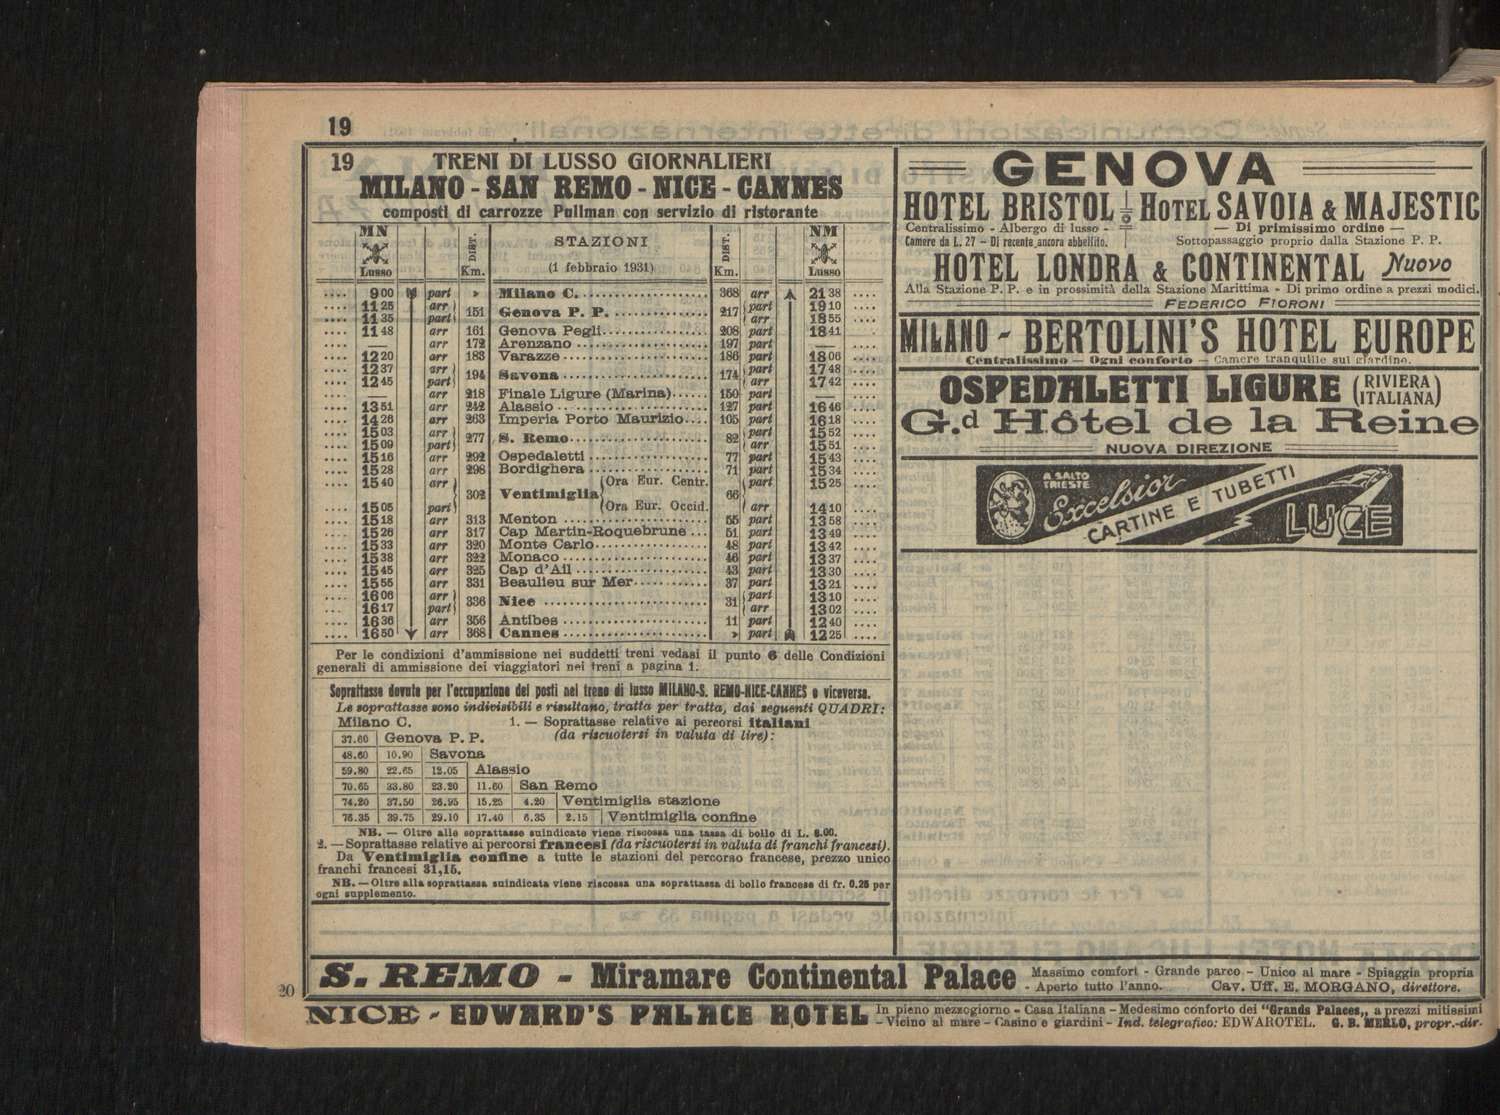 19
19 TRENI DI LUSSO GIORNALIERI
MILANO - SAN REMO - NICE - CANNES
composti di carrozze Pullman con servizio di ristorante
MN Lusso DIST. Km. STAZIONI (1 febbraio 1931) DIST. Km. NM Lusso
.... 9 00 part » Milano C. 368 arr 21 38 ....
.... 11 25 arr 151 Genova P. P. 217 part 19 10 ....
.... 11 35 part arr 18 55 ....
.... 11 48 arr 161 Genova Pegli 208 part 18 41 ....
.... — arr 172 Arenzano 197 part — ....
.... 12 20 arr 183 Varazze 186 part 18 06 ....
.... 12 37 arr 194 Savona 174 part 17 48 ....
.... 12 45 part arr 17 42 ....
.... — arr 218 Finale Ligure (Marina) 150 part — ....
.... 13 51 arr 242 Alassio 127 part 16 46 ....
.... 14 26 arr 263 Imperia Porto Maurizio 105 part 16 18 ....
.... 15 03 arr 277 S. Remo 82 part 15 52 ....
.... 15 09 part arr 15 51 ....
.... 15 16 arr 292 Ospedaletti 77 part 15 43 ....
.... 15 28 arr 298 Bordighera 71 part 15 34 ....
.... 15 40 arr 302 Ventimiglia (Ora Eur. Centr. 66 part 15 25 ....
.... 15 05 part (Ora Eur. Occid. arr 14 10 ....
.... 15 18 arr 313 Menton 55 part 13 58 ....
.... 15 26 arr 317 Cap Martin-Roquebrune 51 part 13 49 ....
.... 15 33 arr 320 Monte Carlo 48 part 13 42 ....
.... 15 38 arr 322 Monaco 46 part 13 37 ....
.... 15 45 arr 325 Cap d'Ail 43 part 13 30 ....
.... 15 55 arr 331 Beaulieu sur Mer 37 part 13 21 ....
.... 16 06 arr 336 Nice 31 part 13 10 ....
.... 16 17 part arr 13 02 ....
.... 16 36 arr 356 Antibes 11 part 12 40 ....
.... 16 50 arr 368 Cannes » part 12 25 ....
Per le condizioni d'ammissione nei suddetti treni vedasi il punto 6 delle Condizioni
generali di ammissione dei viaggiatori nei treni a pagina 1.
Soprattasse dovute per l'occupazione dei posti nel treno di lusso MILANO-S. REMO-NICE-CANNES e viceversa.
Le soprattasse sono indivisibili e risultano, tratta per tratta, dai seguenti QUADRI:
Milano C. 1. — Soprattasse relative ai percorsi italiani
37.60 Genova P. P. (da riscuotersi in valuta di lire):
48.60 10.90 Savona
59.80 22.65 12.05 Alassio
70.65 33.80 23.20 11.60 San Remo
74.20 37.50 26.95 15.25 4.20 Ventimiglia stazione
76.35 39.75 29.10 17.40 6.35 2.15 Ventimiglia confine
NB. — Oltre alle soprattasse suindicate viene riscossa una tassa di bollo di L.
2. — Soprattasse relative ai percorsi francesi (da riscuotersi in valuta di franchi francesi).
Da Ventimiglia confine a tutte le stazioni del percorso francese, prezzo unico
franchi francesi 31,15.
NB. — Oltre alla soprattassa suindicata viene riscossa una soprattassa di bollo francese di fr. 0.25 per
ogni supplemento.
GENOVA
HOTEL BRISTOL HOTEL SAVOIA & MAJESTIC
Centralissimo - Albergo di lusso - — Di primissimo ordine —
Camere da L. 27 - Di recente ancora abbellito. Sottopassaggio proprio dalla Stazione P. P.
HOTEL LONDRA & CONTINENTAL Nuovo
Alla Stazione P. P. e in prossimità della Stazione Marittima - Di primo ordine a prezzi modici.
FEDERICO FIORONI
MILANO - BERTOLINI'S HOTEL EUROPE
Centralissimo — Ogni conforto — Camere tranquille sul giardino.
OSPEDALETTI LIGURE (RIVIERA ITALIANA)
G.d Hôtel de la Reine
NUOVA DIREZIONE
A. SALTO
TRIESTE
Excelsior
CARTINE E TUBETTI
LUCE
S. REMO - Miramare Continental Palace Massimo comfort - Grande parco - Unico al mare - Spiaggia propria
- Aperto tutto l'anno. Cav. Uff. E. MORGANO, direttore.
20
NICE - EDWARD'S PALACE HOTEL In pieno mezzogiorno - Casa Italiana - Medesimo conforto dei "Grands Palaces,, a prezzi mitissimi
- Vicino al mare - Casino e giardini - Ind. telegrafico: EDWAROTEL. G. B. MERLO, propr.-dir.